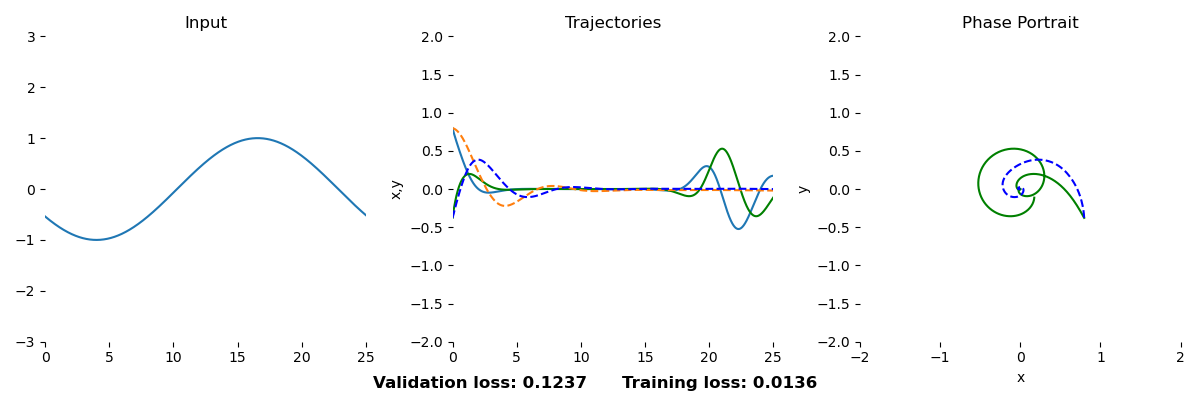 Input
3
2
1
0
−1
−2
−3
0 5 10 15 20 25
Trajectories
x,y
2.0
1.5
1.0
0.5
0.0
−0.5
−1.0
−1.5
−2.0
0 5 10 15 20 25
Phase Portrait
y
2.0
1.5
1.0
0.5
0.0
−0.5
−1.0
−1.5
−2.0
−2 −1 0 1 2
x
Validation loss: 0.1237 Training loss: 0.0136